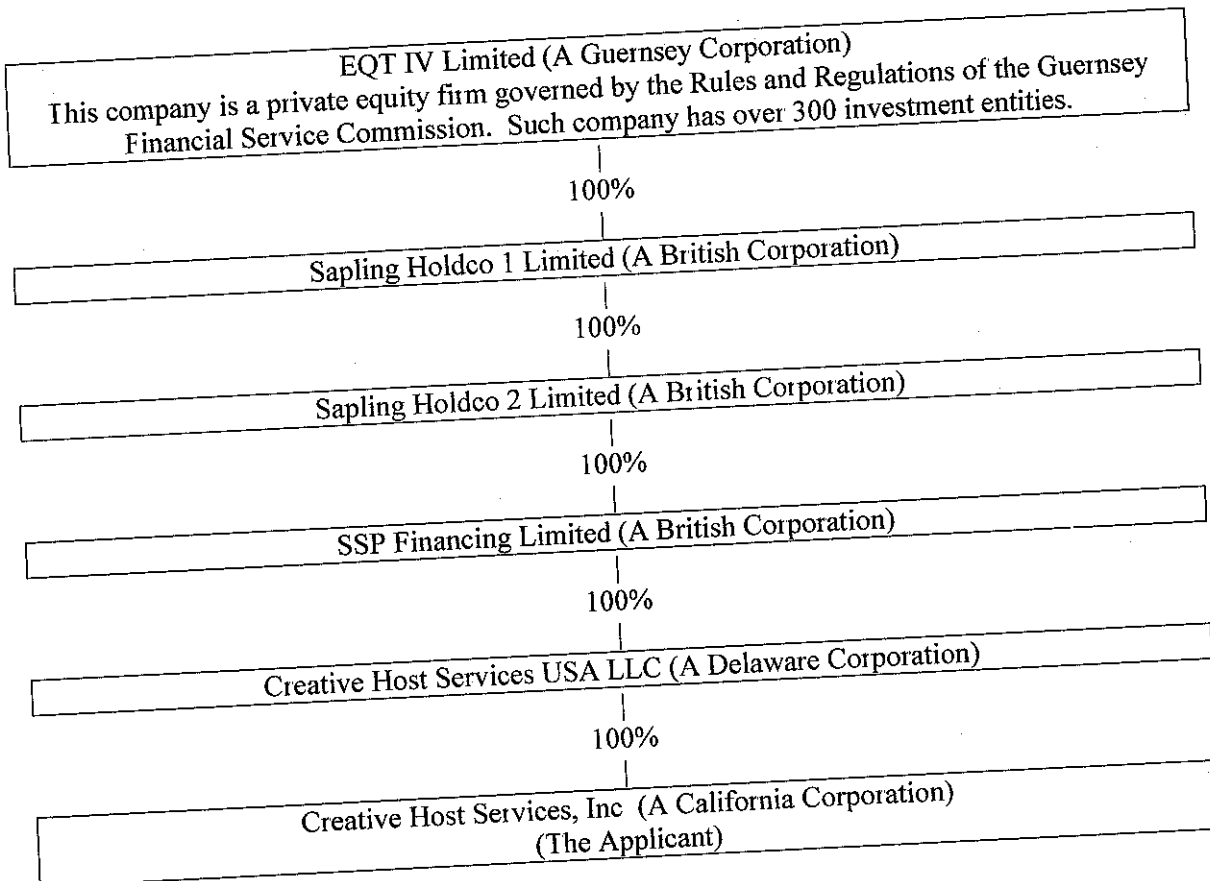 EQT IV Limited (A Guernsey Corporation)
This company is a private equity firm governed by the Rules and Regulations of the Guernsey
Financial Service Commission. Such company has over 300 investment entities.
100%
Sapling Holdco 1 Limited (A British Corporation)
100%
Sapling Holdco 2 Limited (A British Corporation)
100%
SSP Financing Limited (A British Corporation)
100%
Creative Host Services USA LLC (A Delaware Corporation)
100%
Creative Host Services, Inc (A California Corporation)
(The Applicant)